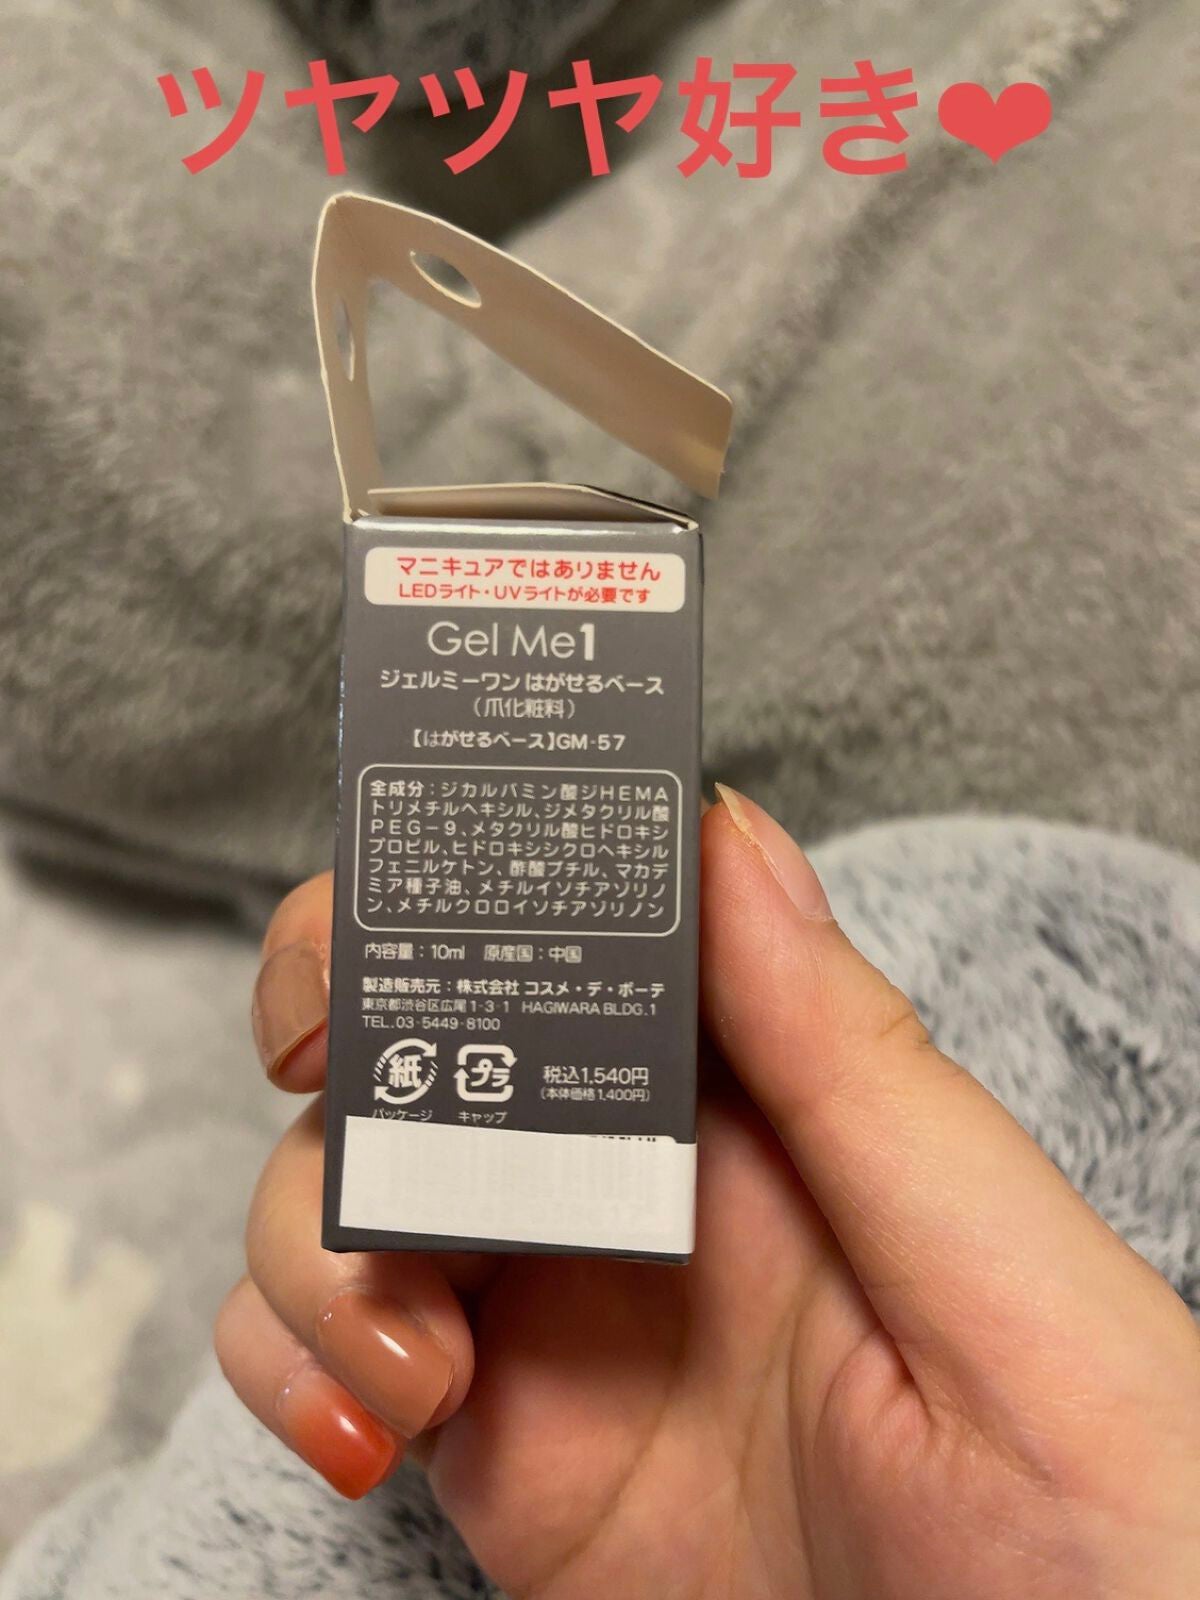 ツヤツヤ好き❤
マニキュアではありません
LEDライト・UVライトが必要です
Gel Me1
ジェルミーワン はがせるベース
（爪化粧料）
【はがせるベース】GM-57
全成分：ジカルバミン酸ジHEMA
トリメチルヘキシル、ジメタクリル酸
PEG－9、メタクリル酸ヒドロキシ
プロピル、ヒドロキシシクロヘキシル
フェニルケトン、酢酸ブチル、マカデ
ミア種子油、メチルイソチアゾリノ
ン、メチルクロロイソチアゾリノン
内容量：10ml 原産国：中国
製造販売元：株式会社 コスメ・デ・ボーテ
東京都渋谷区広尾1-3-1 HAGIWARA BLDG.1
TEL.03-5449-8100
紙 プラ
パッケージ キャップ
税込1,540円
（本体価格1,400円）